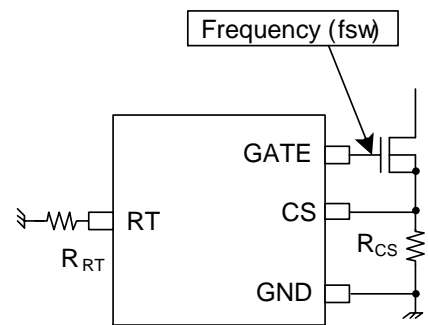 Frequency (fsw)
GATE
RT
CS
R_RT
R_CS
GND